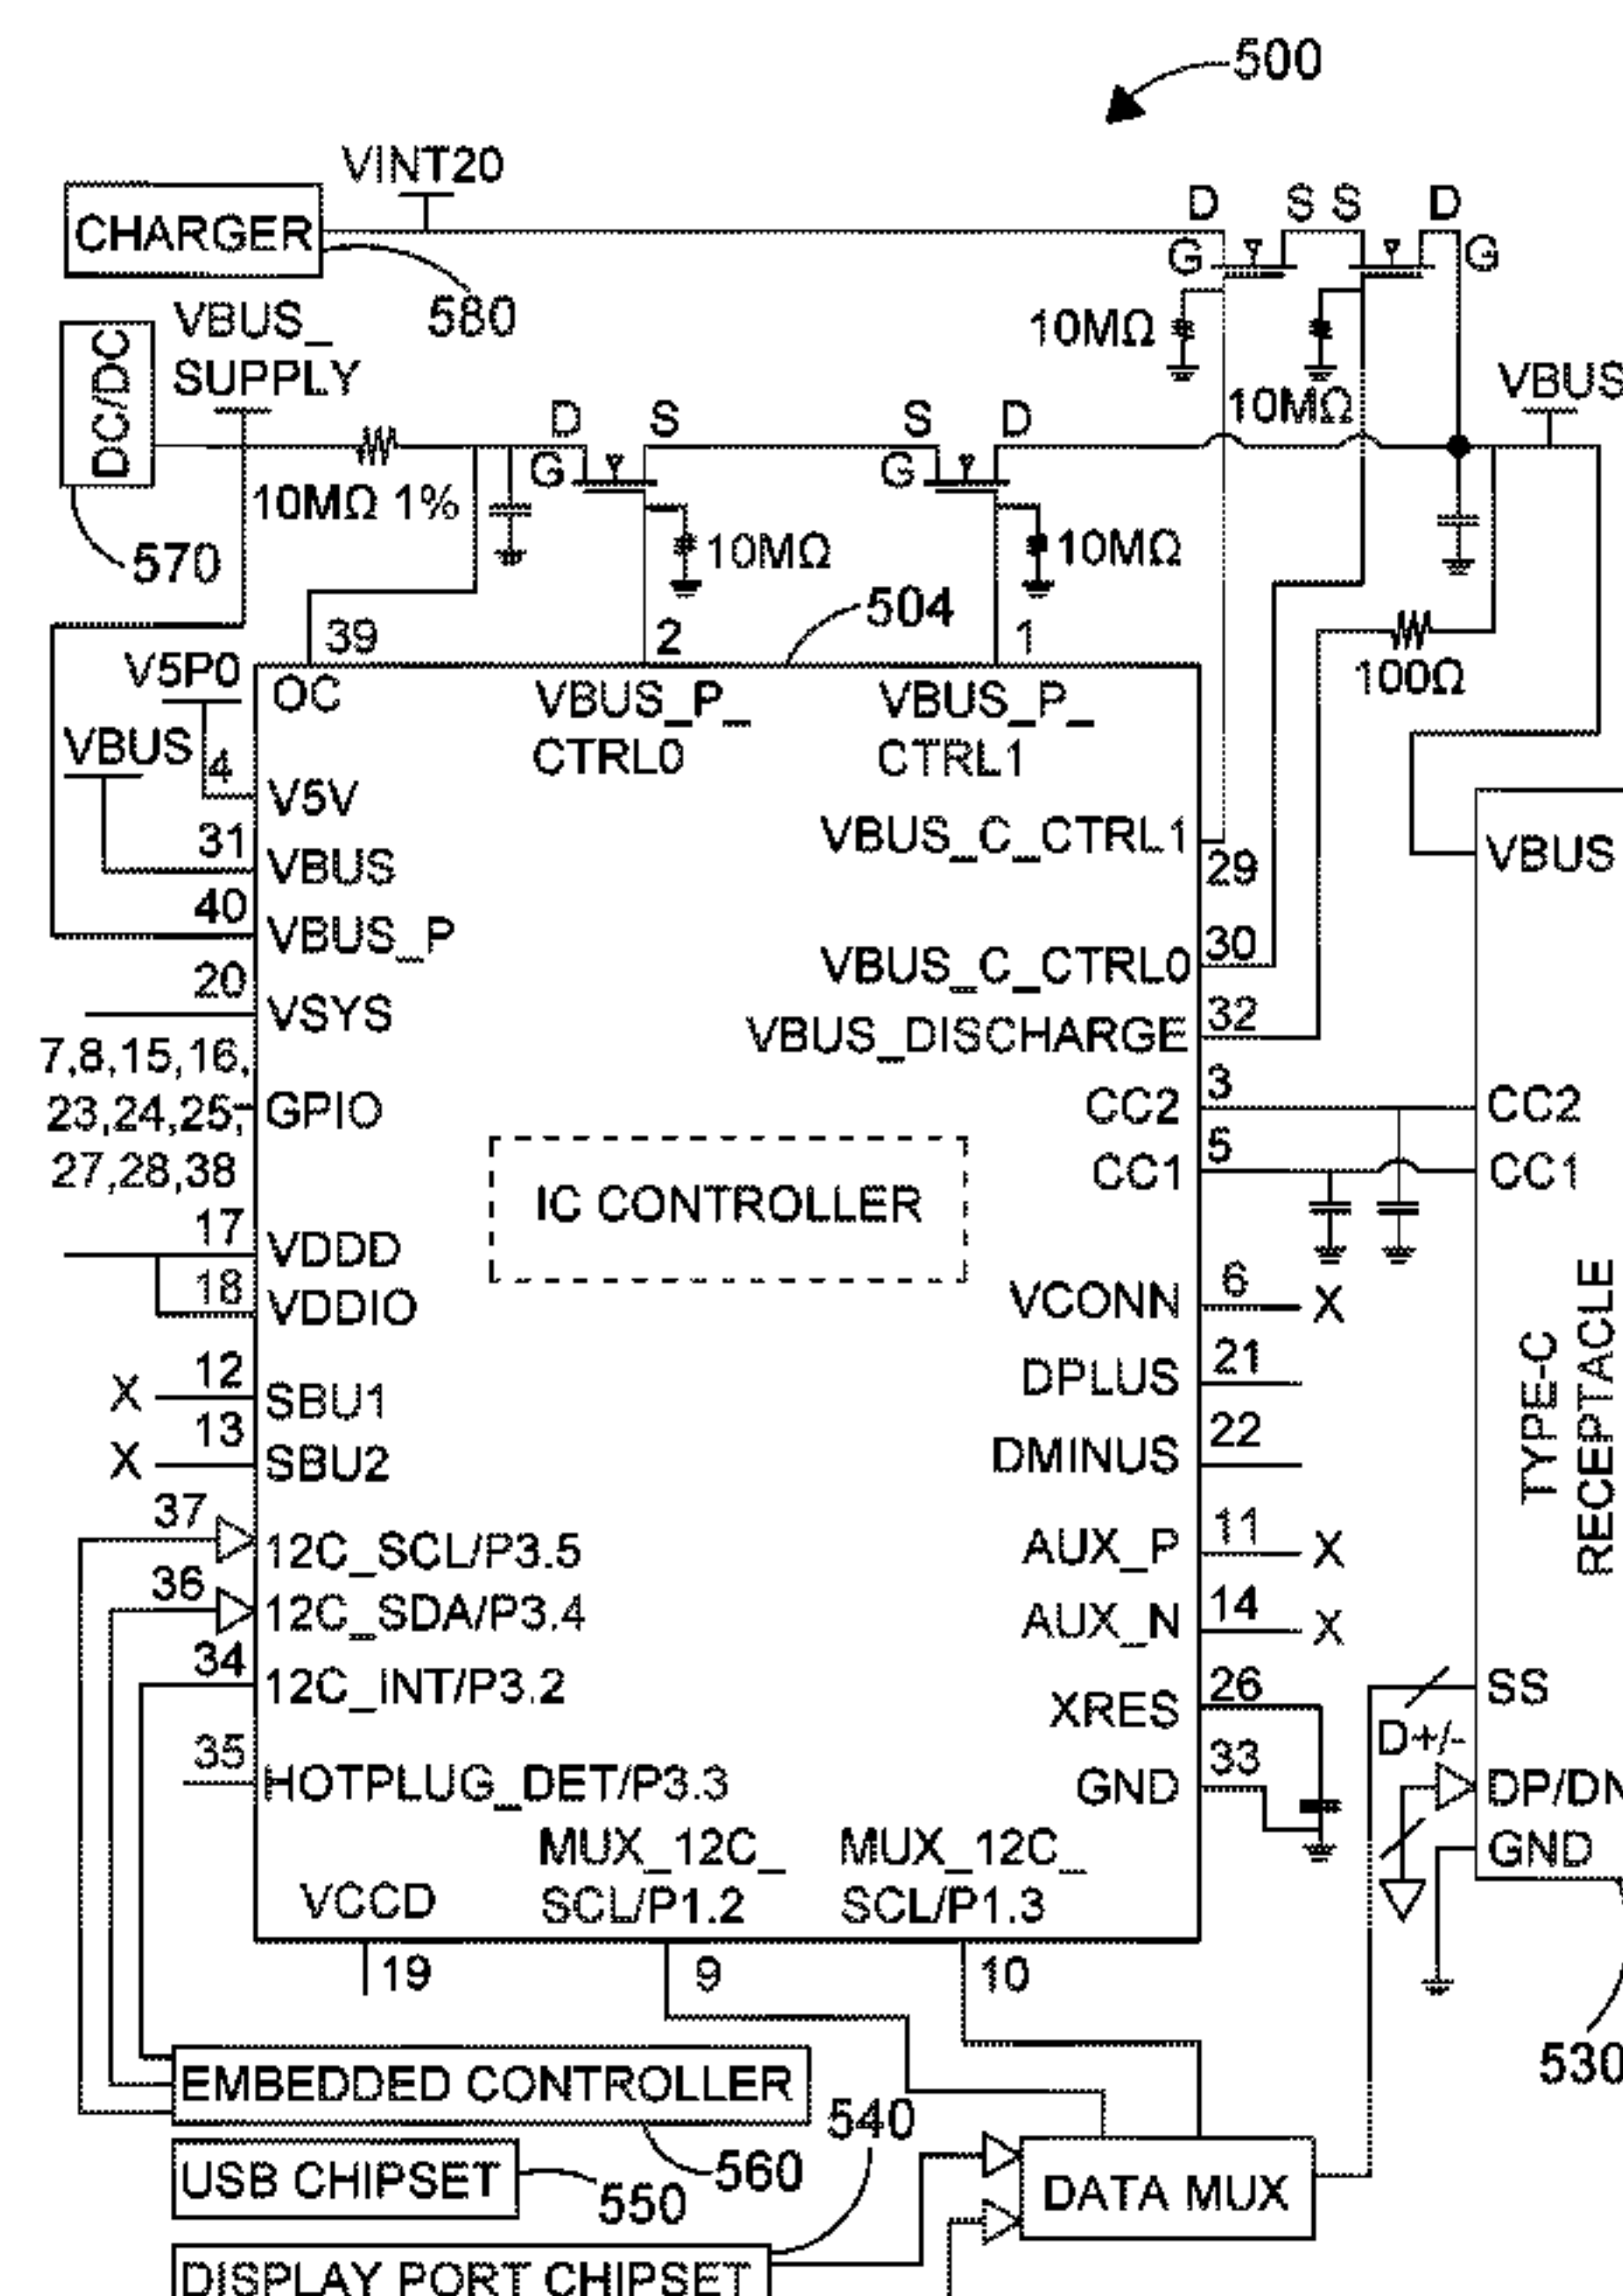 500
VINT20
CHARGER
580
D S S D
G G
10MΩ
10MΩ
VBUS_
SUPPLY
DC/DC
570
10MΩ 1%
D S S D
G G
10MΩ 10MΩ
VBUS
504
39 2 1
100Ω
V5P0
VBUS
OC
VBUS_P_
CTRL0
VBUS_P_
CTRL1
4
V5V
31
VBUS
40
VBUS_P
20
VSYS
7,8,15,16,
23,24,25,
27,28,38
GPIO
17
VDDD
18
VDDIO
X 12
SBU1
X 13
SBU2
37
12C_SCL/P3.5
36
12C_SDA/P3.4
34
12C_INT/P3.2
35
HOTPLUG_DET/P3.3
IC CONTROLLER
VBUS_C_CTRL1
29
VBUS_C_CTRL0
30
VBUS_DISCHARGE
32
CC2 3
CC1 5
VCONN 6 X
DPLUS 21
DMINUS 22
AUX_P 11 X
AUX_N 14 X
XRES 26
GND 33
VCCD
MUX_12C_
SCL/P1.2
MUX_12C_
SCL/P1.3
19 9 10
VBUS
CC2
CC1
TYPE-C
RECEPTACLE
SS
D+/-
DP/DN
GND
530
EMBEDDED CONTROLLER
560
USB CHIPSET
550
540
DATA MUX
DISPLAY PORT CHIPSET